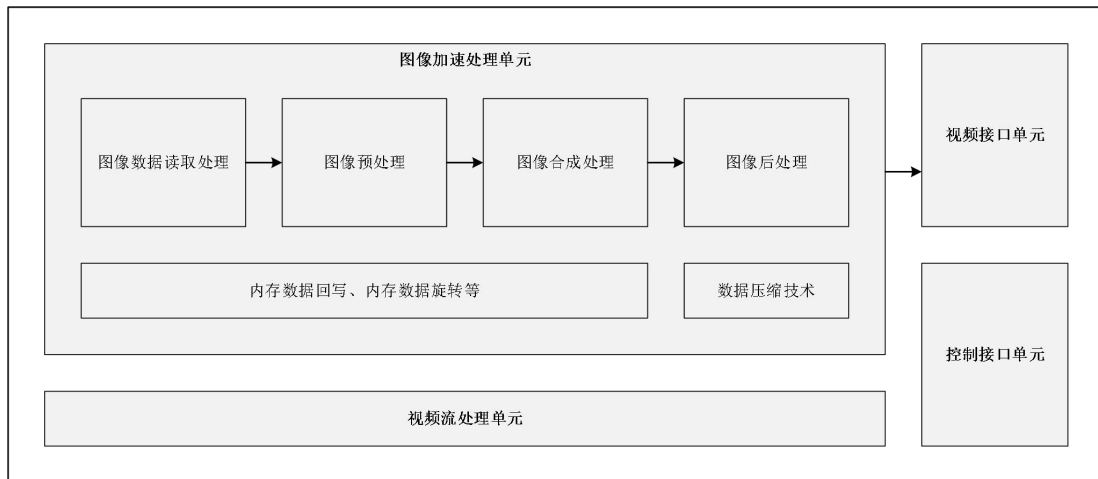 图像加速处理单元
图像数据读取处理
图像预处理
图像合成处理
图像后处理
内存数据回写、内存数据旋转等
数据压缩技术
视频接口单元
控制接口单元
视频流处理单元